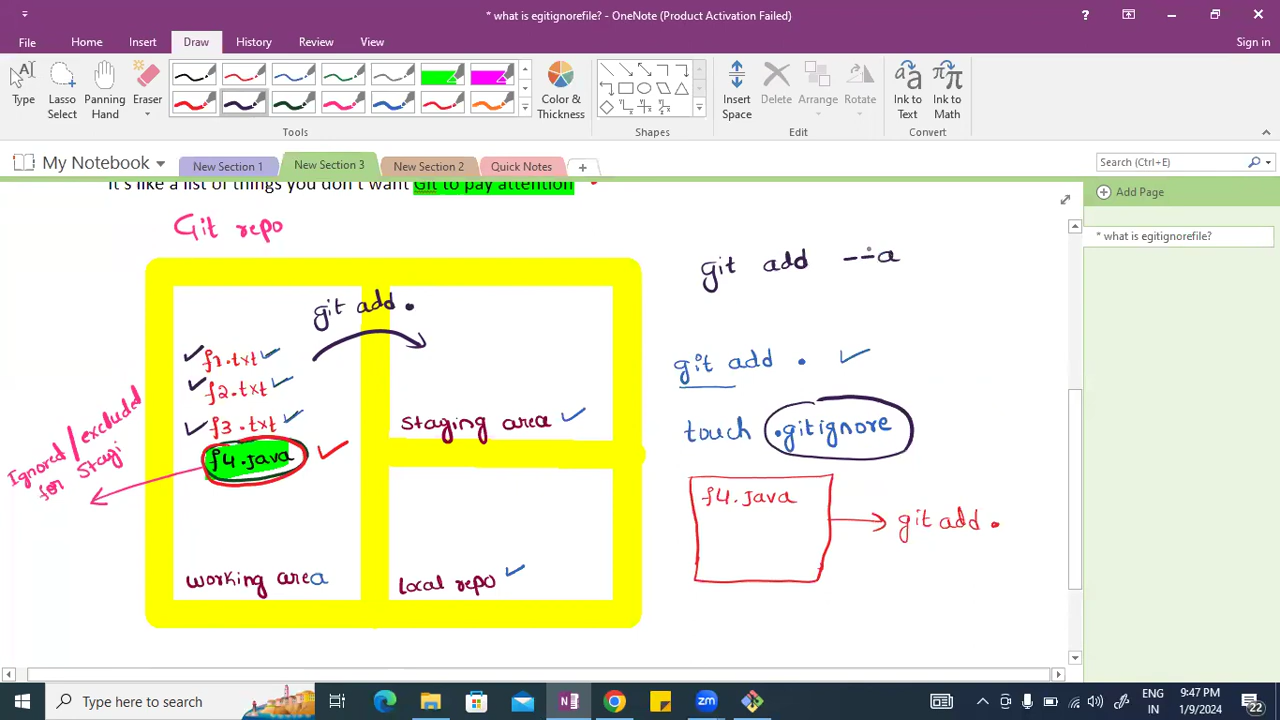 * what is egitignorefile? - OneNote (Product Activation Failed)
File Home Insert Draw History Review View Sign in
Type
Lasso Select
Panning Hand
Eraser
Color & Thickness
Insert Space
Delete
Arrange
Rotate
Ink to Text
Ink to Math
Tools Shapes Edit Convert
My Notebook New Section 1 New Section 3 New Section 2 Quick Notes Search (Ctrl+E)
Add Page
* what is egitignorefile?
It's like a list of things you don't want Git to pay attention
Git repo
git add .
f1.txt
f2.txt
f3.txt
f4.java
Ignored/excluded
for Stagi
working area
staging area
local repo
git add --a
git add .
touch .gitignore
f4.java
git add .
Type here to search
zm
ENG
IN
9:47 PM
1/9/2024
22